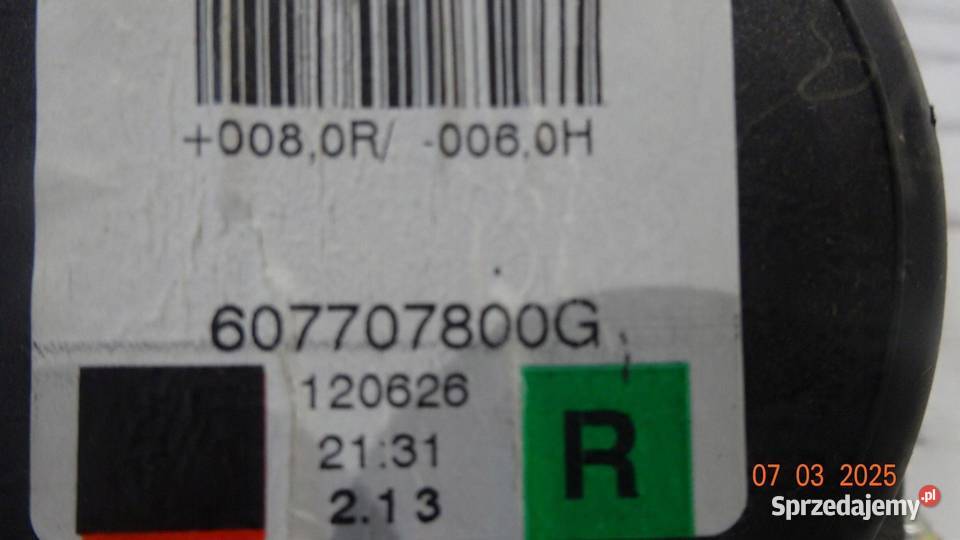 +008,0R/ -006,0H
607707800G
120626
21:31
2.13
R
07 03 2025
Sprzedajemy.pl